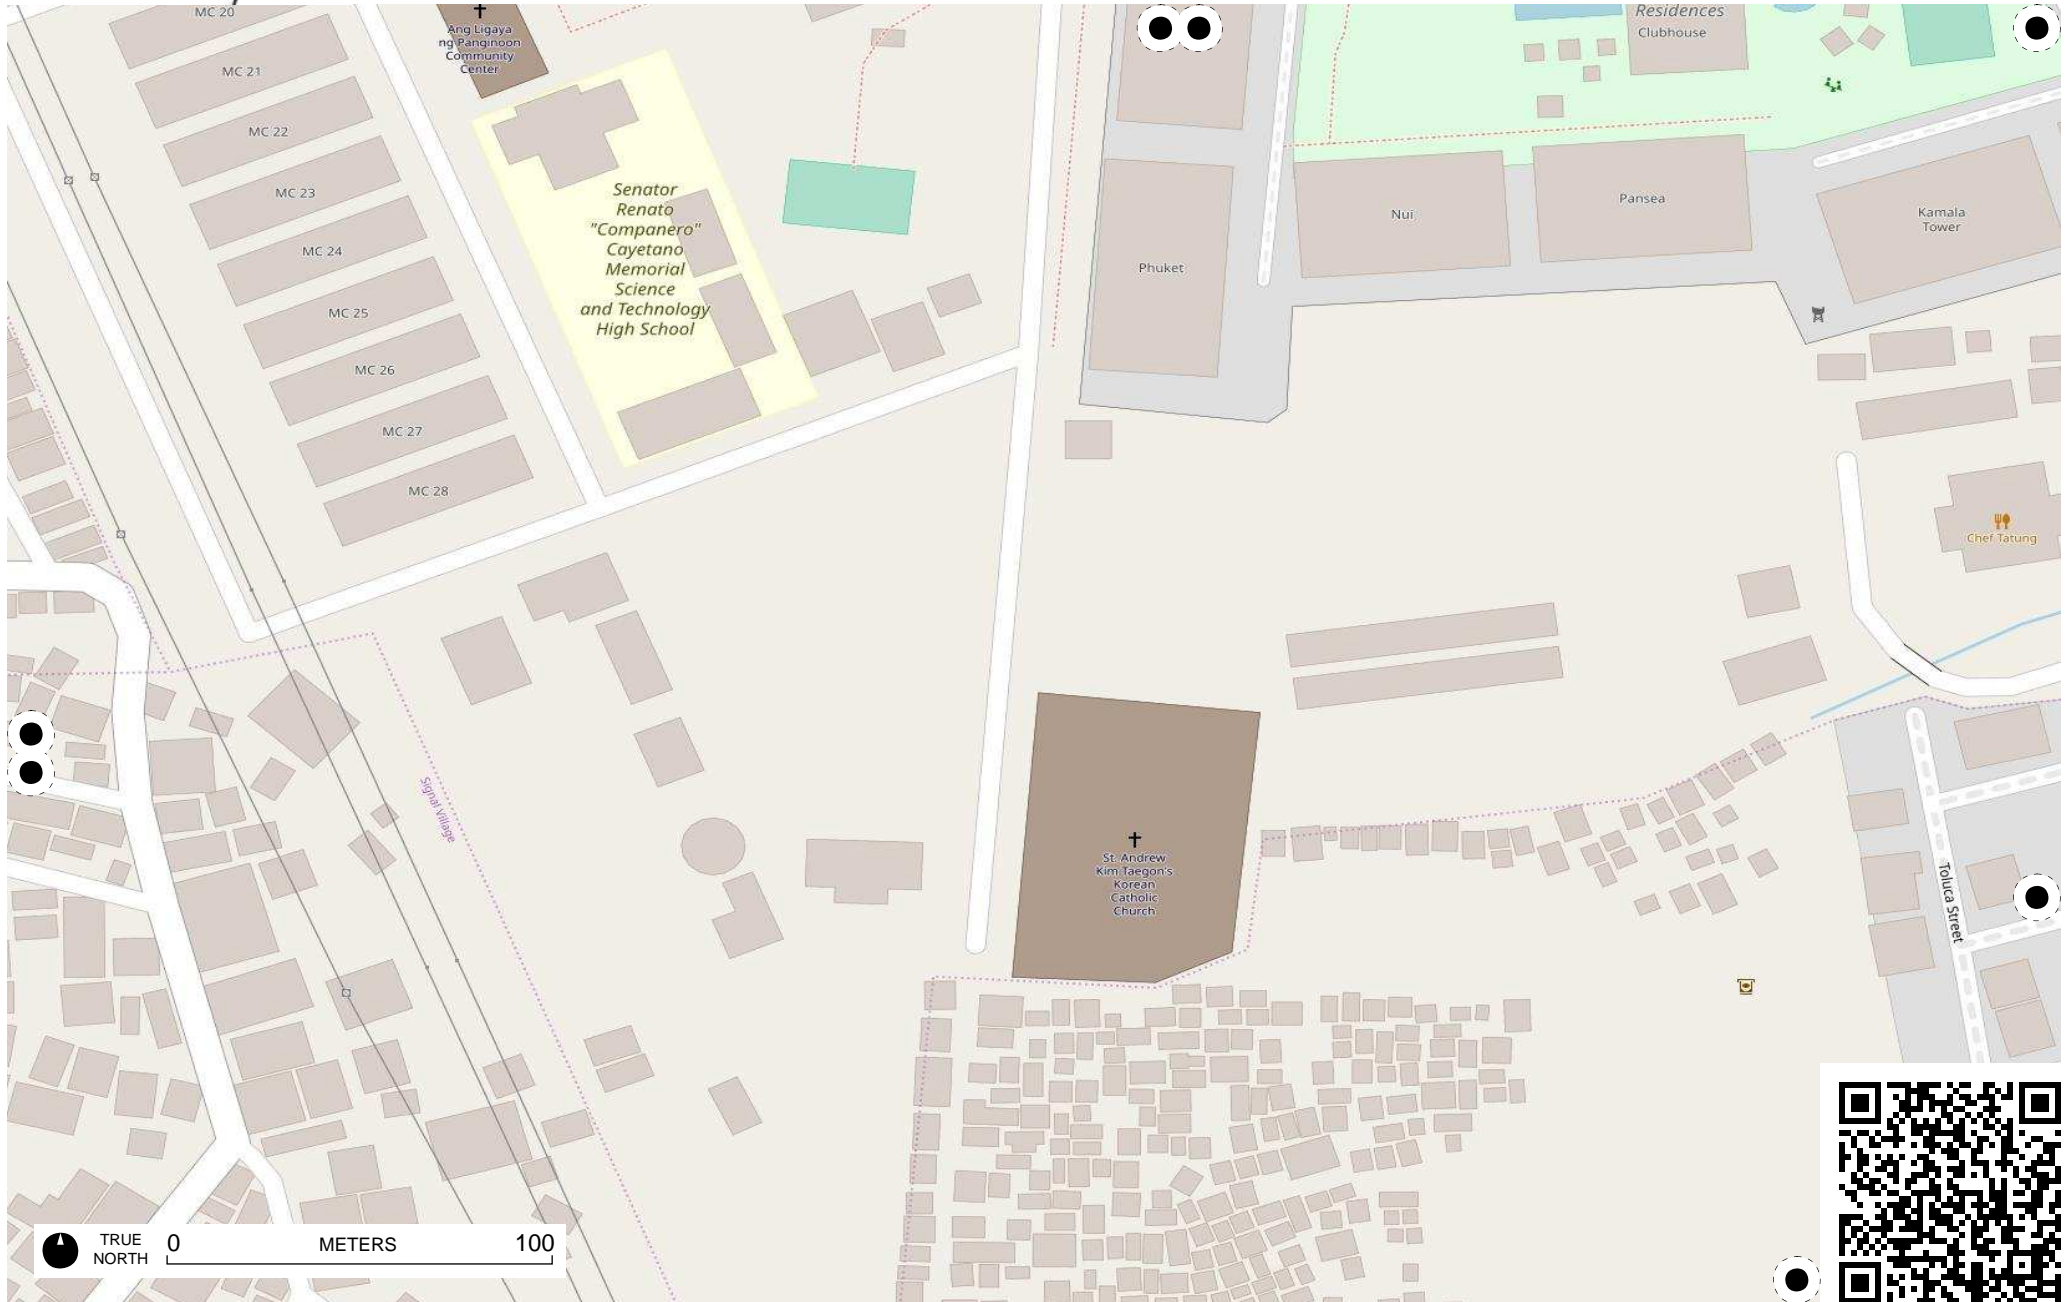 MC 20
Ang Ligaya
ng Panginoon
Community
Center
Residences
Clubhouse
MC 21
MC 22
MC 23
Senator
Renato
"Companero"
Cayetano
Memorial
Science
and Technology
High School
Nui
Pansea
Kamala
Tower
MC 24
Phuket
MC 25
MC 26
MC 27
MC 28
Chef Tatung
Signal Village
St. Andrew
Kim Taegon's
Korean
Catholic
Church
Toluca Street
TRUE
NORTH
0 METERS 100